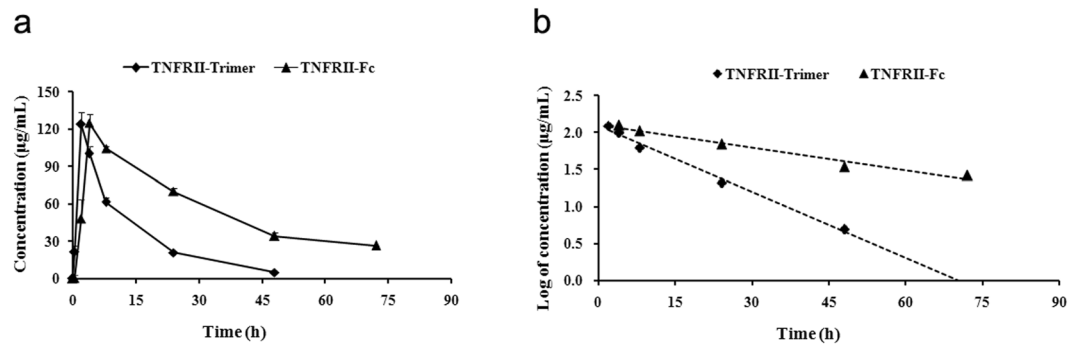 a
TNFRII-Trimer TNFRII-Fc
Concentration (μg/mL)
150
120
90
60
30
0
0 15 30 45 60 75 90
Time (h)
b
TNFRII-Trimer TNFRII-Fc
Log of concentration (μg/mL)
2.5
2.0
1.5
1.0
0.5
0.0
0 15 30 45 60 75 90
Time (h)